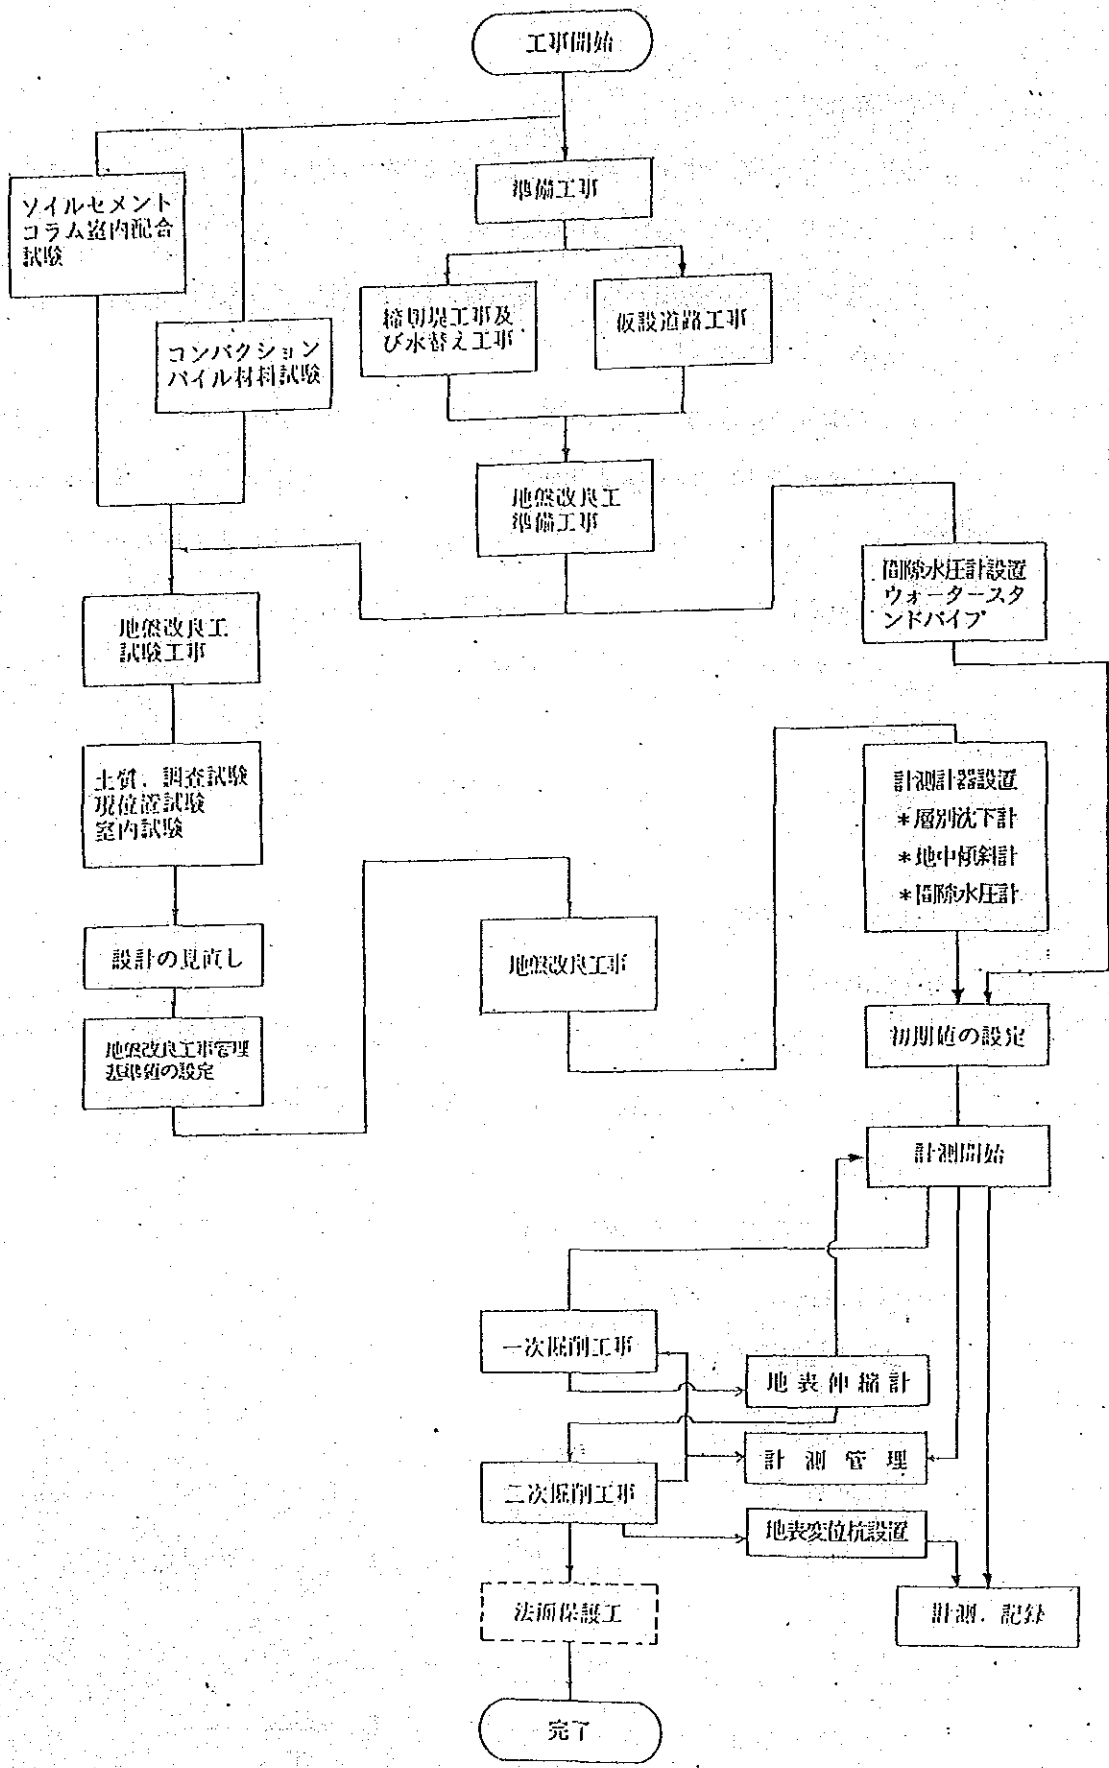 工事開始
準備工事
ソイルセメント
コラム室内配合
試験
コンパクション
パイル材料試験
締切堤工事及
び水替え工事
仮設道路工事
地盤改良工
準備工事
間隙水圧計設置
ウォータースタ
ンドパイプ
地盤改良工
試験工事
土質、調査試験
現位置試験
室内試験
設計の見直し
地盤改良工事管理
基準値の設定
地盤改良工事
計測計器設置
*層別沈下計
*地中傾斜計
*間隙水圧計
初期値の設定
計測開始
一次掘削工事
地表伸縮計
計測管理
二次掘削工事
地表変位杭設置
法面保護工
計測、記録
完了